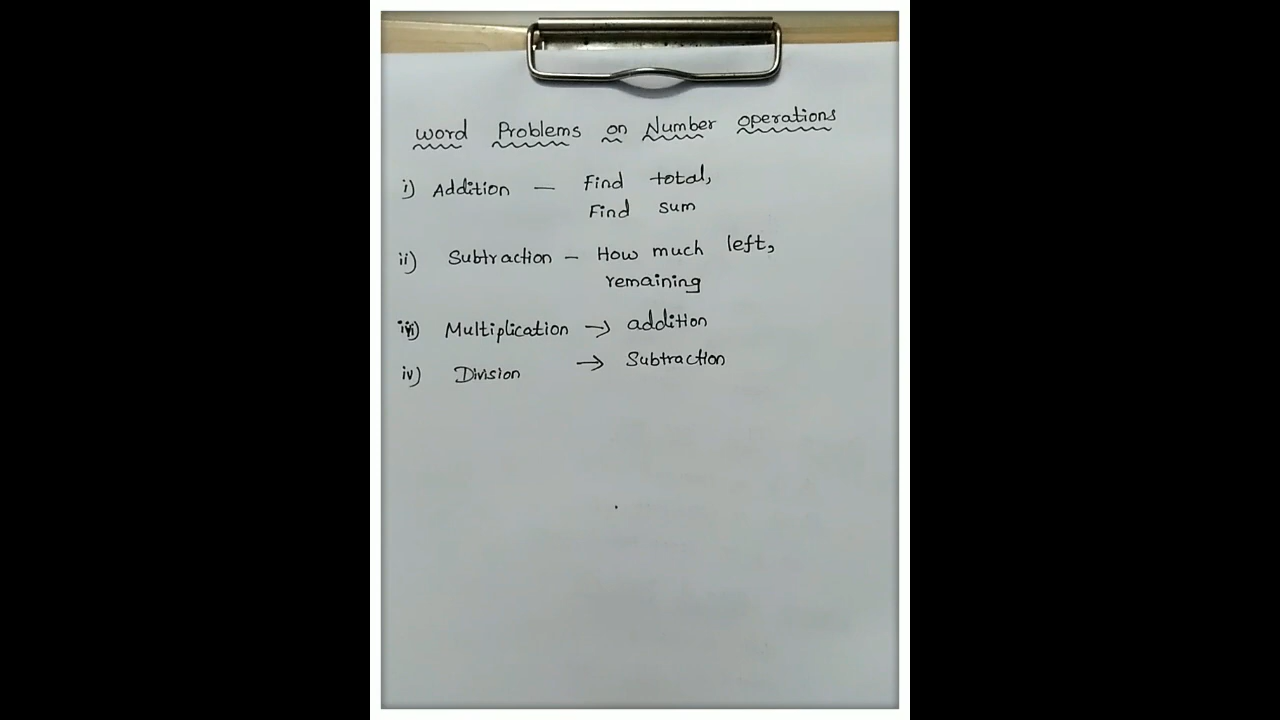 Word Problems on Number operations
i) Addition — Find total,
Find sum
ii) Subtraction – How much left,
remaining
iii) Multiplication → addition
iv) Division → Subtraction